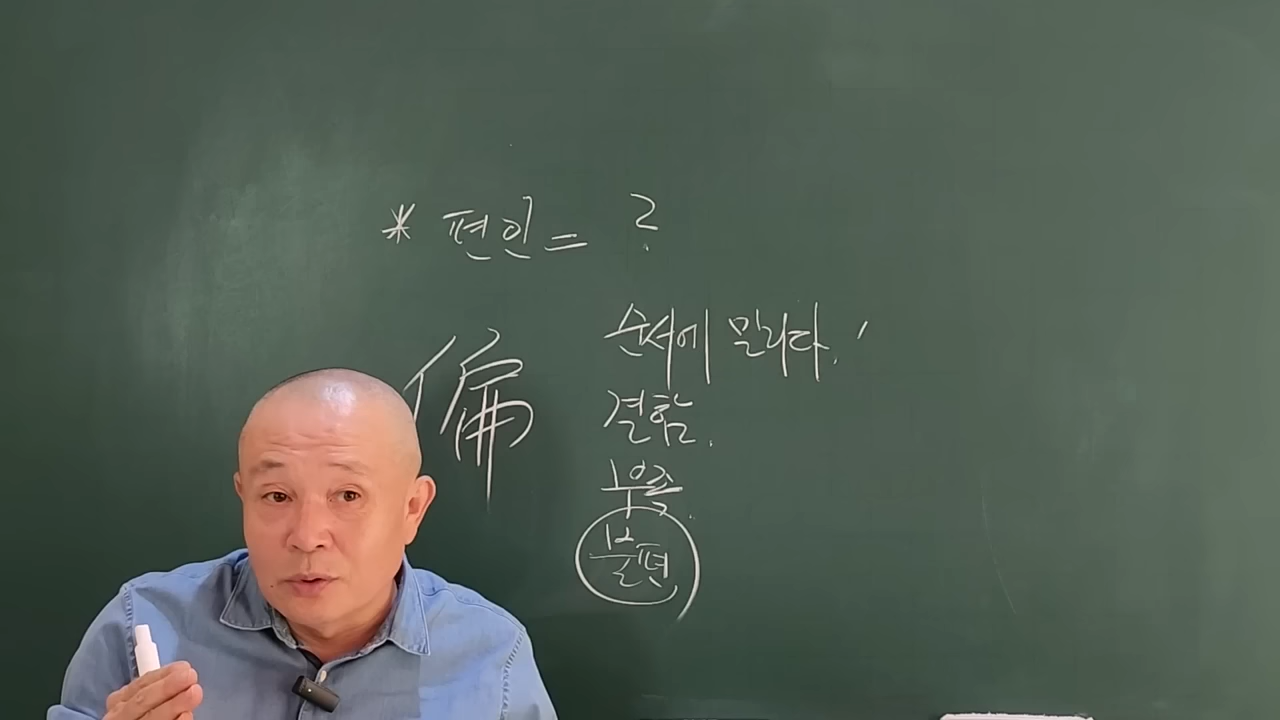 * 편인 = ?
偏
순서에 밀리다.!
결함.
부족.
불편